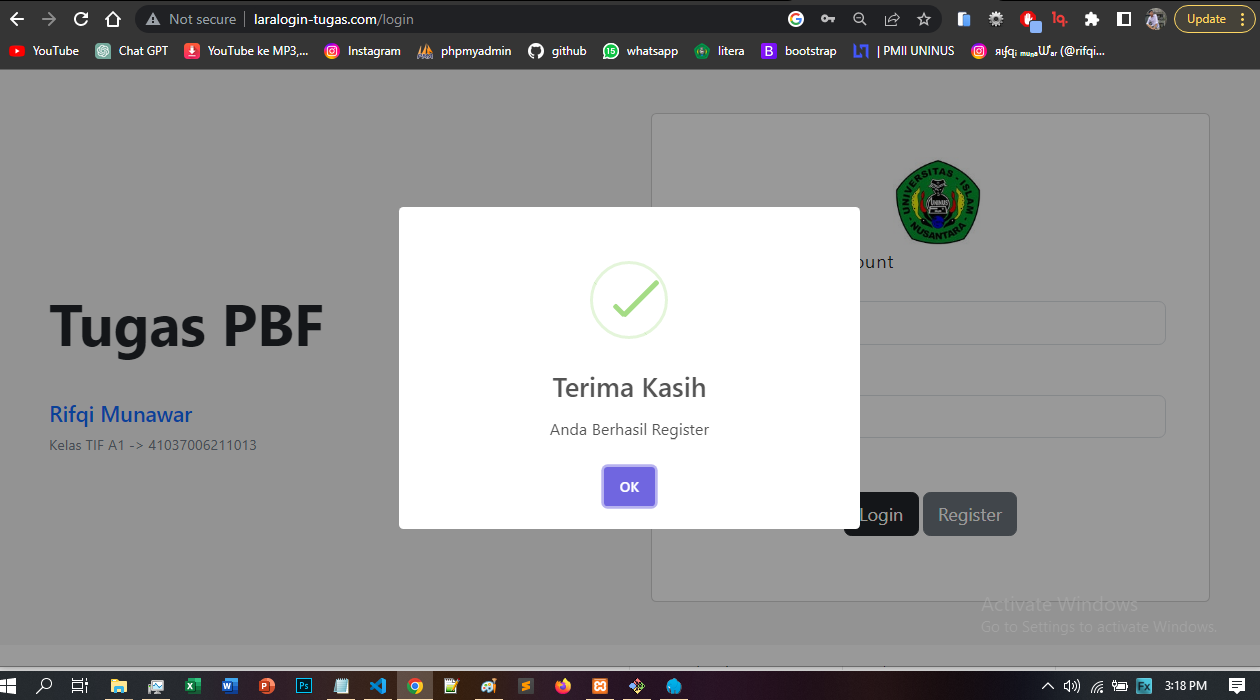 Not secure laralogin-tugas.com/login
Update
YouTube Chat GPT YouTube ke MP3,... Instagram phpmyadmin github whatsapp litera bootstrap | PMII UNINUS (@rifqi...
UNIVERSITAS - ISLAM
UNINUS
NUSANTARA
ount
Tugas PBF
Rifqi Munawar
Kelas TIF A1 -> 41037006211013
Terima Kasih
Anda Berhasil Register
OK
Login Register
Activate Windows
Go to Settings to activate Windows.
3:18 PM